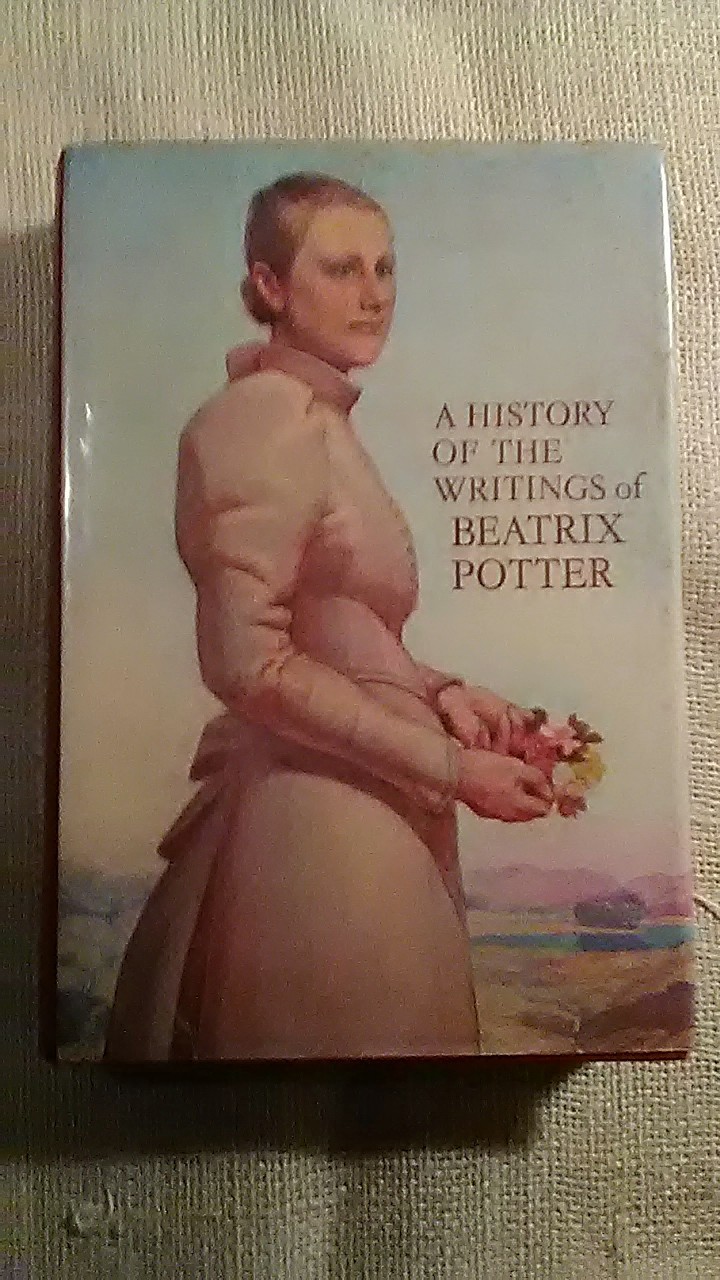 A HISTORY
OF THE
WRITINGS of
BEATRIX
POTTER